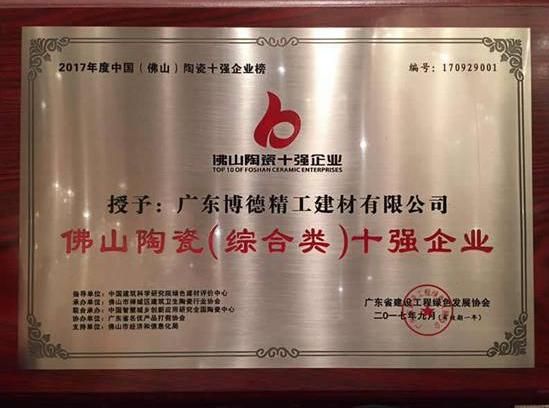 2017年度中国(佛山)陶瓷十强企业榜
编号：170929001
佛山陶瓷十强企业
TOP 10 OF FOSHAN CERAMIC ENTERPRISES
授予：广东博德精工建材有限公司
佛山陶瓷(综合类)十强企业
指导单位：中国建筑科学研究院绿色建材评价中心
承办单位：佛山市禅城区建筑卫生陶瓷行业协会
联合承办：中国智慧城乡创新应用研究全国陶瓷中心
协办单位：广东省名优产品打假协会
支持单位：佛山市经济和信息化局
广东省建设工程绿色发展协会
二〇一七年九月(有效期一年)